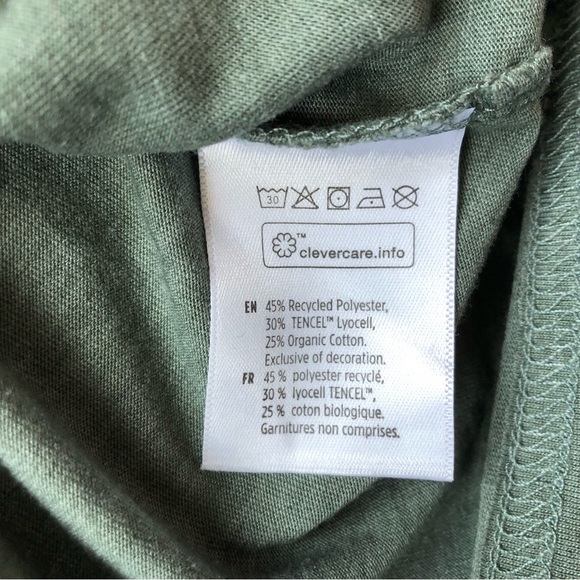 30
™
clevercare.info
EN 45% Recycled Polyester,
30% TENCEL™ Lyocell,
25% Organic Cotton.
Exclusive of decoration.
FR 45 % polyester recyclé,
30 % lyocell TENCEL™,
25 % coton biologique.
Garnitures non comprises.